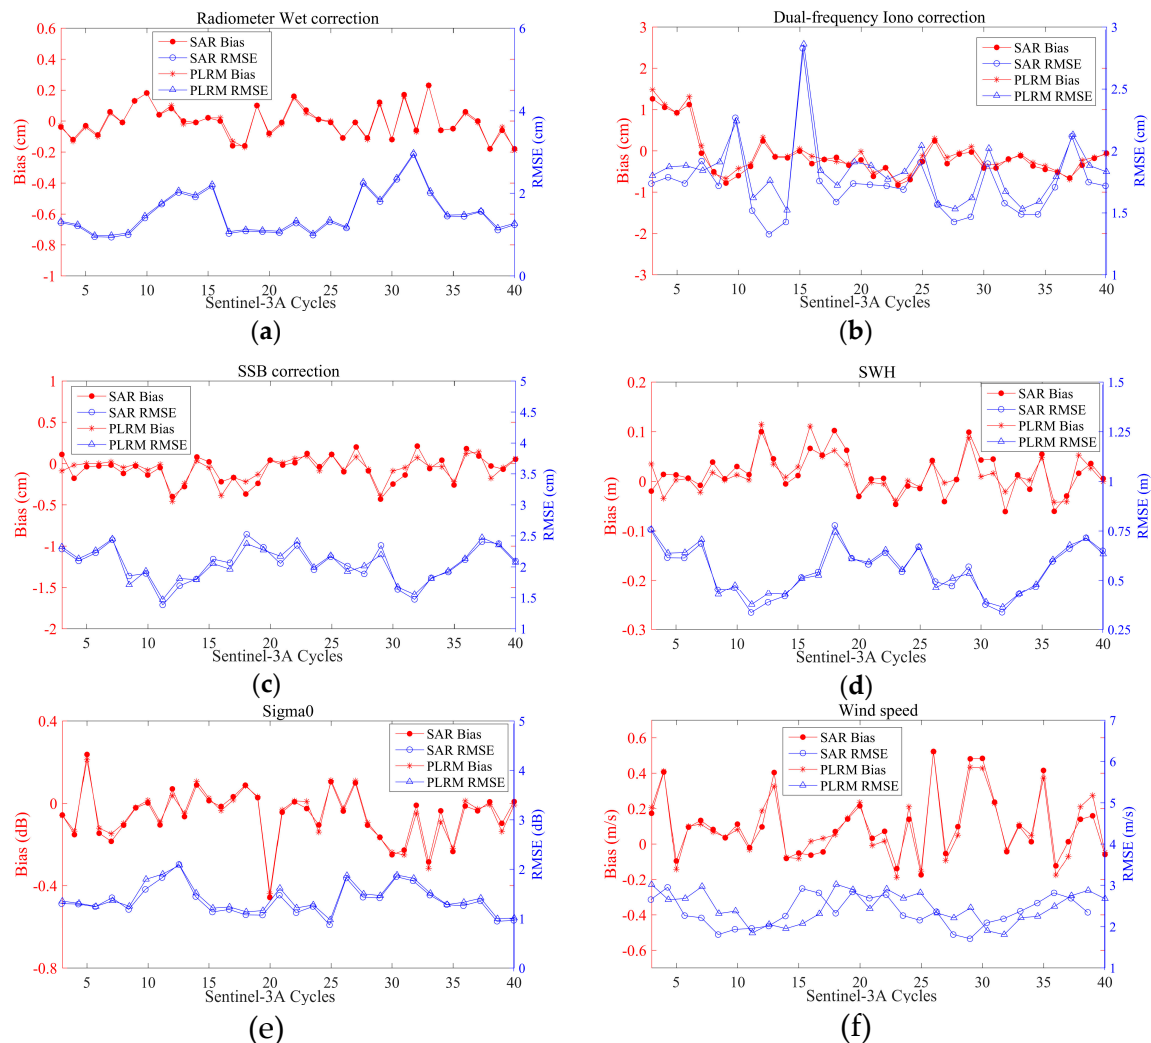 Radiometer Wet correction
0.6
0.4
0.2
0
-0.2
-0.4
-0.6
-0.8
-1
Bias (cm)
SAR Bias
SAR RMSE
PLRM Bias
PLRM RMSE
6
4
2
0
RMSE (cm)
5 10 15 20 25 30 35 40
Sentinel-3A Cycles
(a)
Dual-frequency Iono correction
3
2
1
0
-1
-2
-3
Bias (cm)
SAR Bias
SAR RMSE
PLRM Bias
PLRM RMSE
3
2.5
2
1.5
1
RMSE (cm)
5 10 15 20 25 30 35 40
Sentinel-3A Cycles
(b)
SSB correction
1
0.5
0
-0.5
-1
-1.5
-2
Bias (cm)
SAR Bias
SAR RMSE
PLRM Bias
PLRM RMSE
5
4.5
4
3.5
3
2.5
2
1.5
1
RMSE (cm)
5 10 15 20 25 30 35 40
Sentinel-3A Cycles
(c)
SWH
0.2
0.1
0
-0.1
-0.2
-0.3
Bias (m)
SAR Bias
SAR RMSE
PLRM Bias
PLRM RMSE
1.5
1.25
1
0.75
0.5
0.25
RMSE (m)
5 10 15 20 25 30 35 40
Sentinel-3A Cycles
(d)
Sigma0
0.4
0
-0.4
-0.8
Bias (dB)
SAR Bias
SAR RMSE
PLRM Bias
PLRM RMSE
5
4
3
2
1
0
RMSE (dB)
5 10 15 20 25 30 35 40
Sentinel-3A Cycles
(e)
Wind speed
0.6
0.4
0.2
0
-0.2
-0.4
-0.6
Bias (m/s)
SAR Bias
SAR RMSE
PLRM Bias
PLRM RMSE
7
6
5
4
3
2
1
RMSE (m/s)
5 10 15 20 25 30 35 40
Sentinel-3A Cycles
(f)